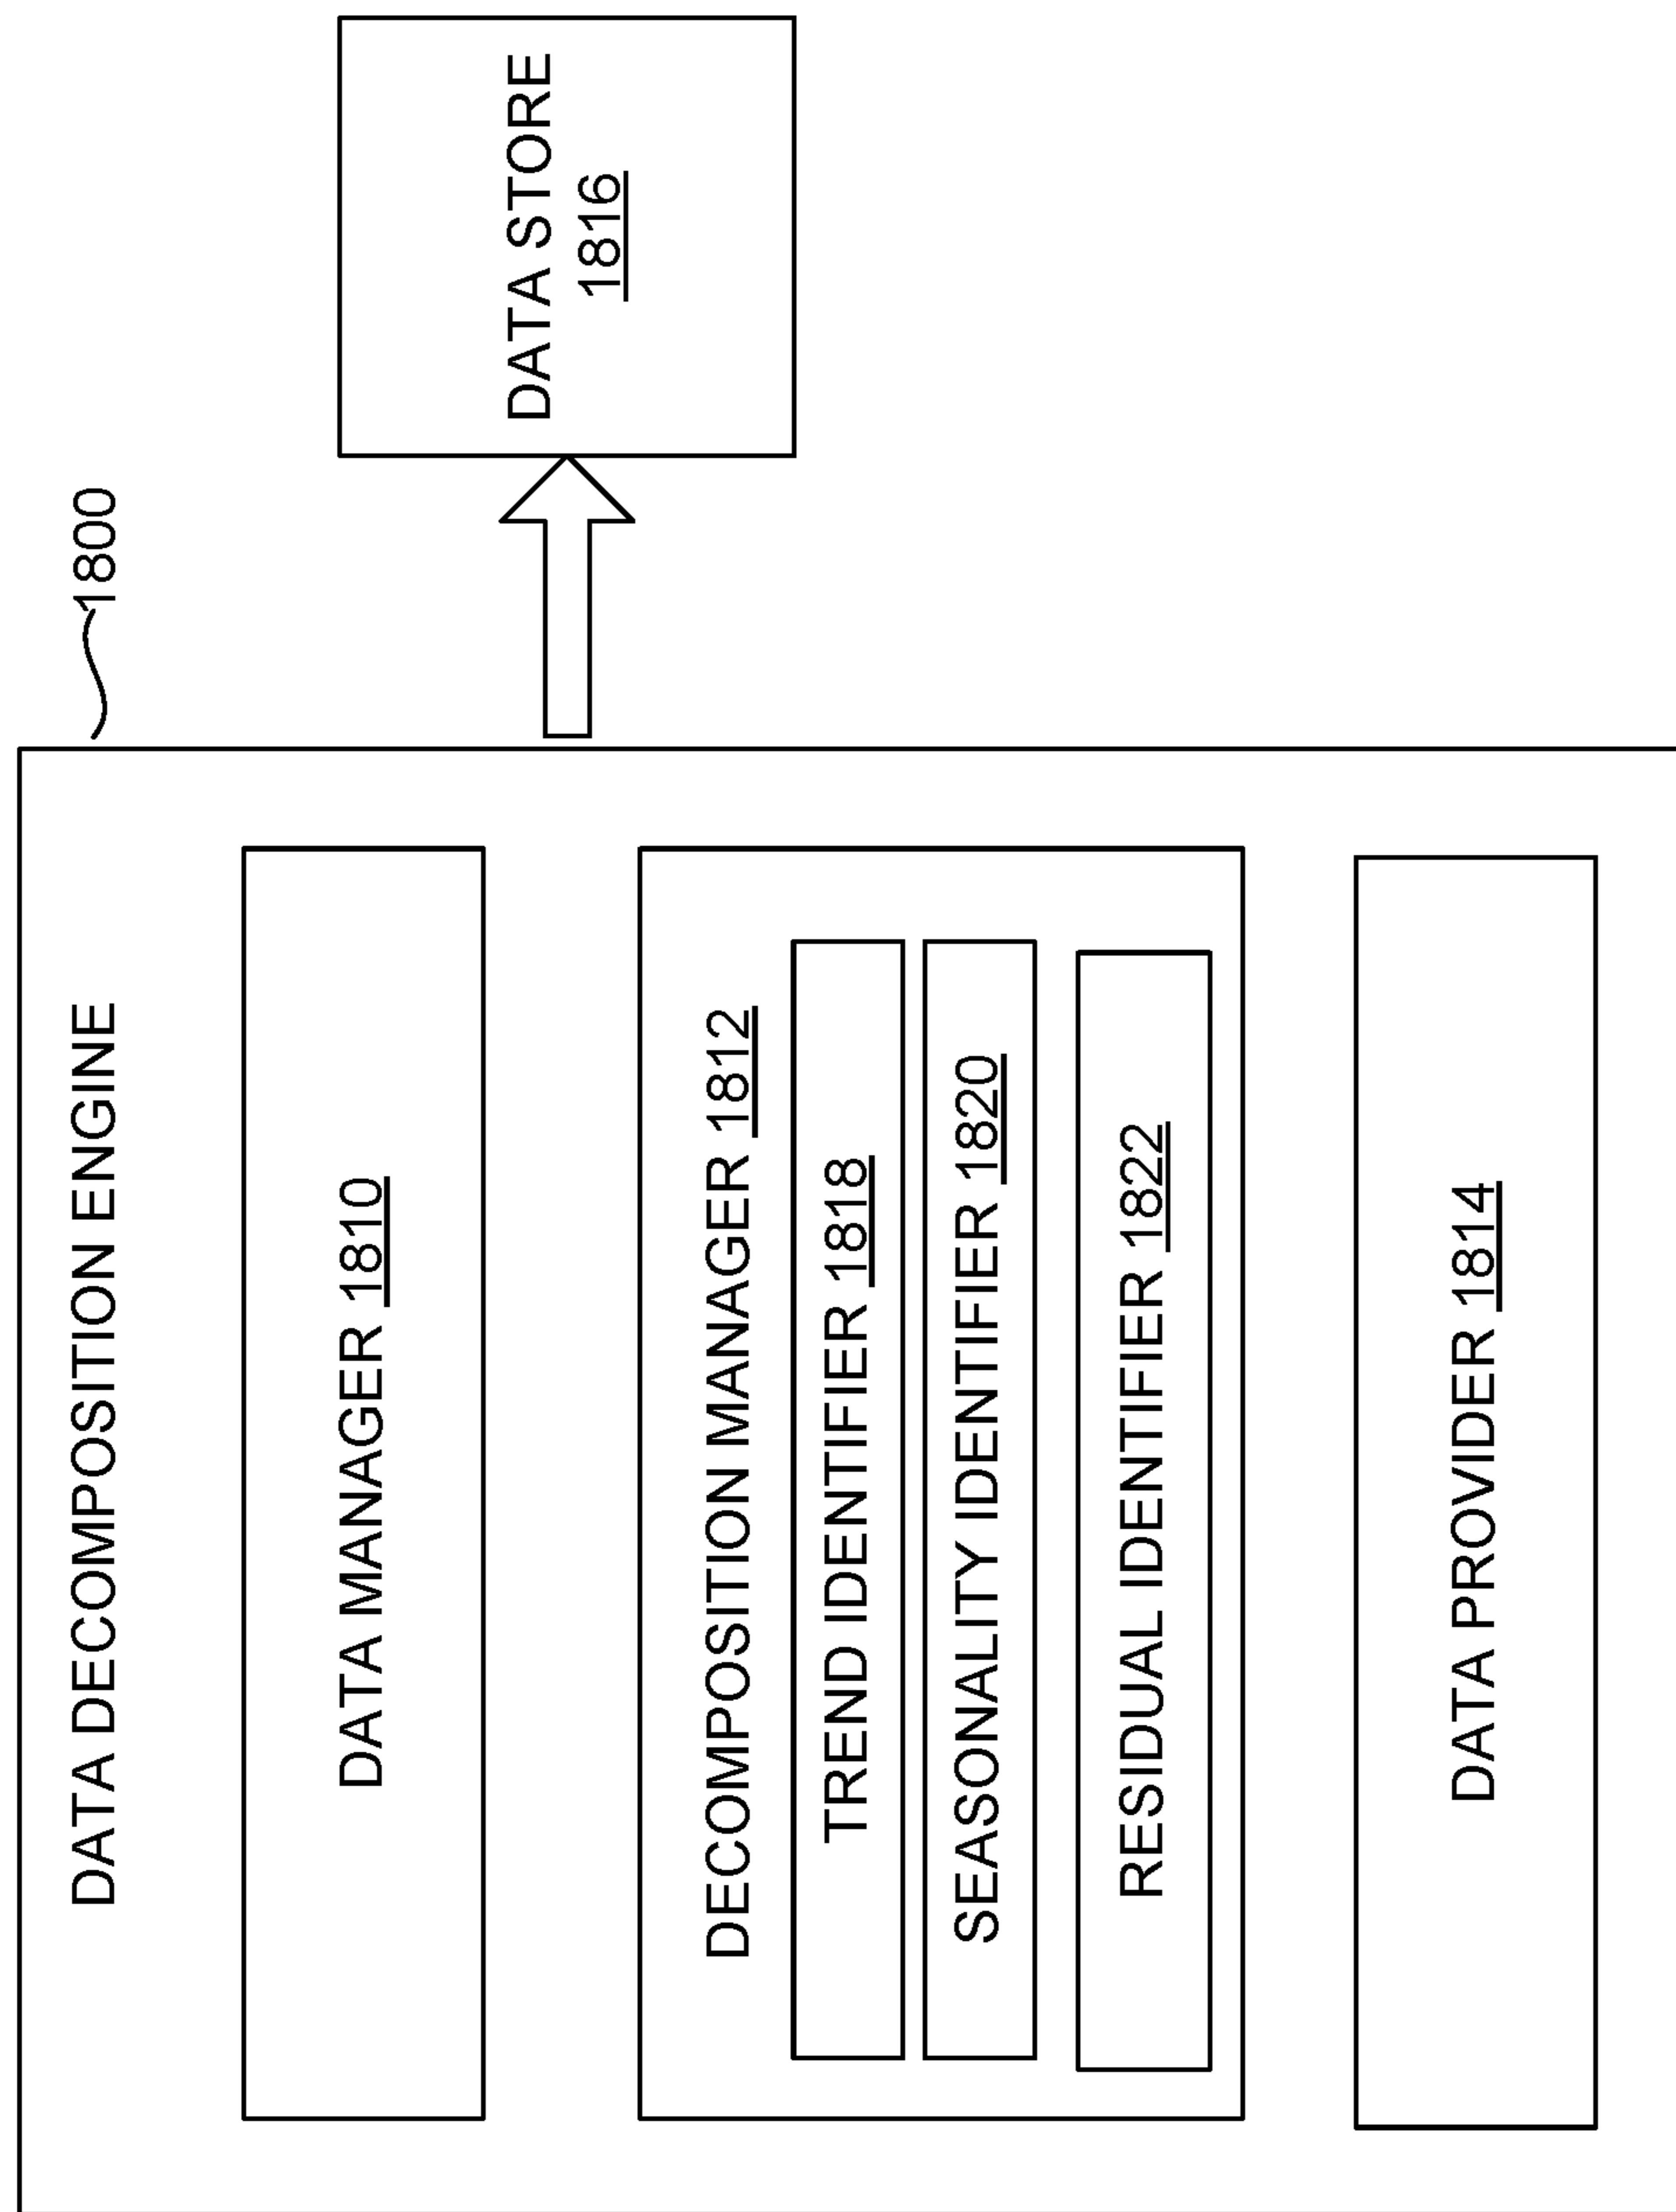 DATA DECOMPOSITION ENGINE
1800
DATA MANAGER 1810
DATA STORE
1816
DECOMPOSITION MANAGER 1812
TREND IDENTIFIER 1818
SEASONALITY IDENTIFIER 1820
RESIDUAL IDENTIFIER 1822
DATA PROVIDER 1814